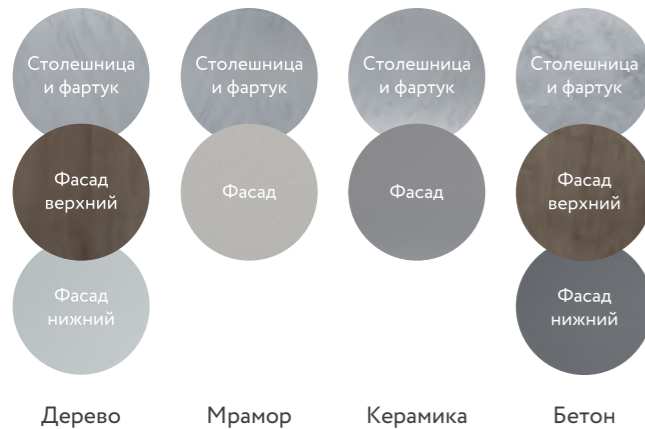 Столешница
и фартук
Столешница
и фартук
Столешница
и фартук
Столешница
и фартук
Фасад
верхний
Фасад
Фасад
Фасад
верхний
Фасад
нижний
Фасад
нижний
Дерево
Мрамор
Керамика
Бетон